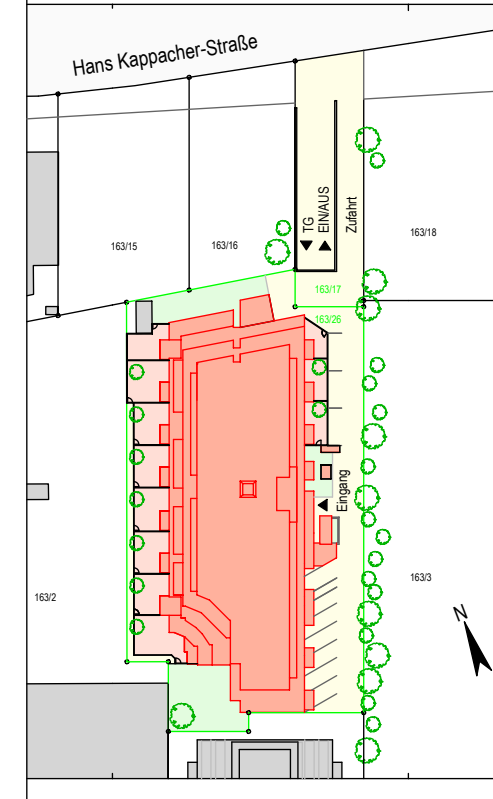 Hans Kappacher-Straße
TG
EIN/AUS
Zufahrt
163/15
163/16
163/18
163/17
163/26
Eingang
163/2
163/3
N